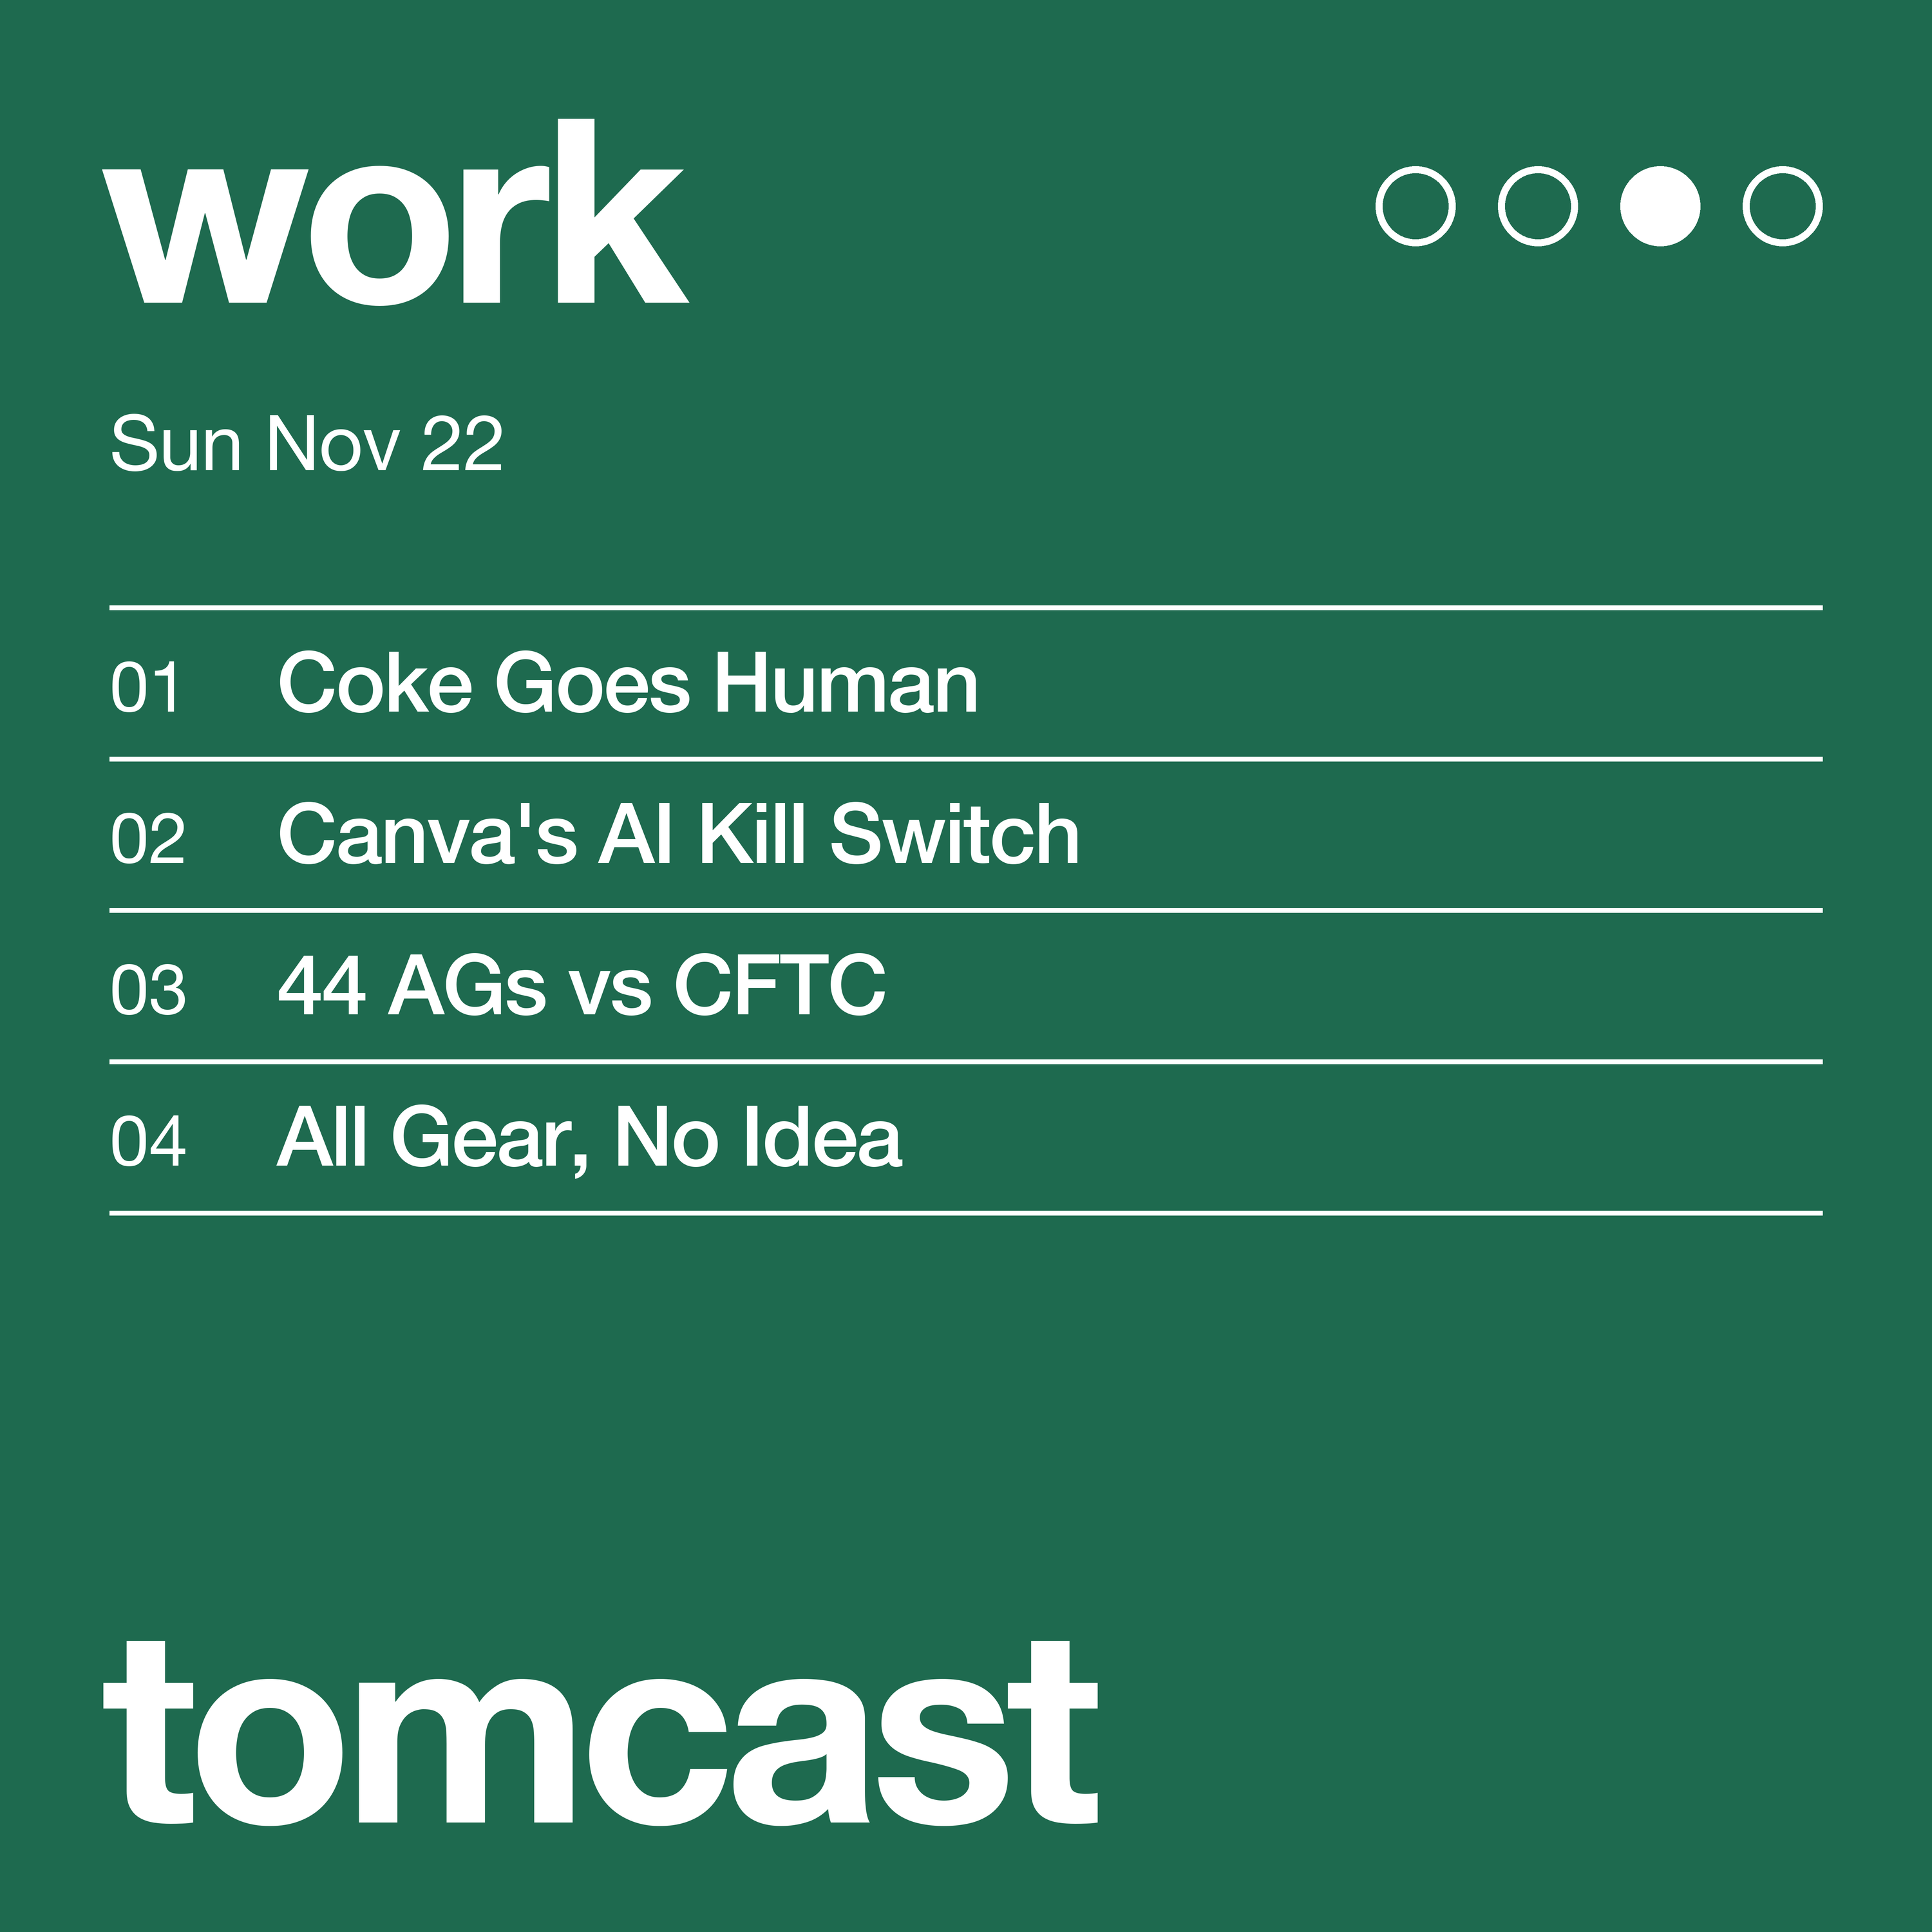 work
Sun Nov 22
01 Coke Goes Human
02 Canva's AI Kill Switch
03 44 AGs vs CFTC
04 All Gear, No Idea
tomcast